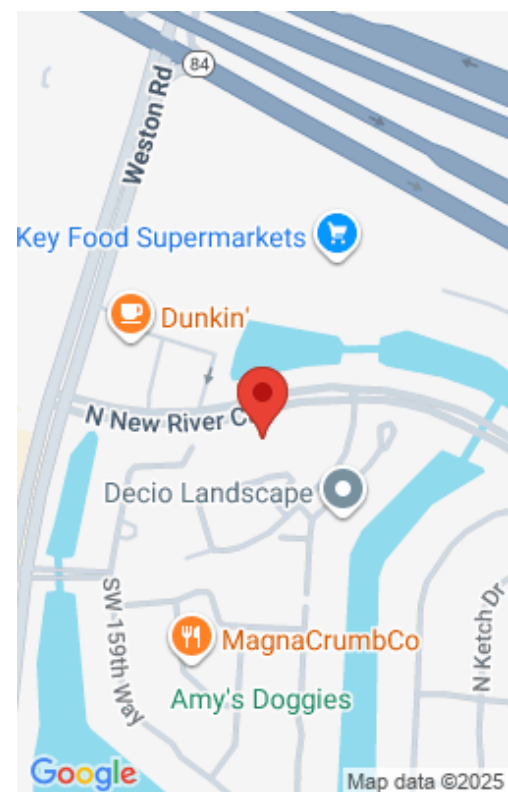 84
Weston Rd
Key Food Supermarkets
Dunkin'
N New River C
Decio Landscape
SW 159th Way
MagnaCrumbCo
N Ketch Dr
Amy's Doggies
Google
Map data ©2025